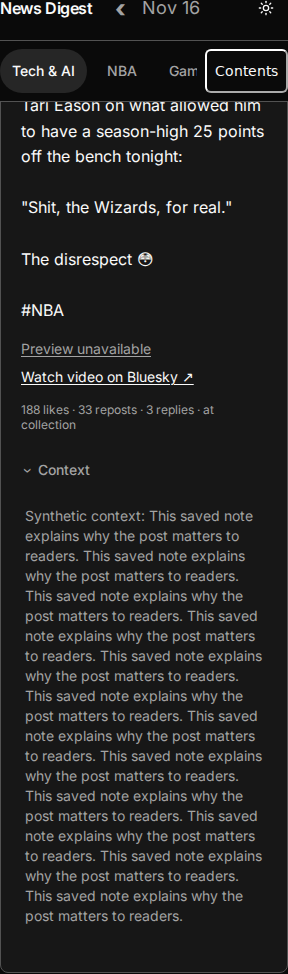 News Digest ‹ Nov 16
Tech & AI NBA Gam Contents
Tari Eason on what allowed him
to have a season-high 25 points
off the bench tonight:
"Shit, the Wizards, for real."
The disrespect 😳
#NBA
Preview unavailable
Watch video on Bluesky ↗
188 likes · 33 reposts · 3 replies · at
collection
Context
Synthetic context: This saved note
explains why the post matters to
readers. This saved note explains
why the post matters to readers.
This saved note explains why the
post matters to readers. This saved
note explains why the post matters
to readers. This saved note explains
why the post matters to readers.
This saved note explains why the
post matters to readers. This saved
note explains why the post matters
to readers. This saved note explains
why the post matters to readers.
This saved note explains why the
post matters to readers. This saved
note explains why the post matters
to readers. This saved note explains
why the post matters to readers.
This saved note explains why the
post matters to readers.